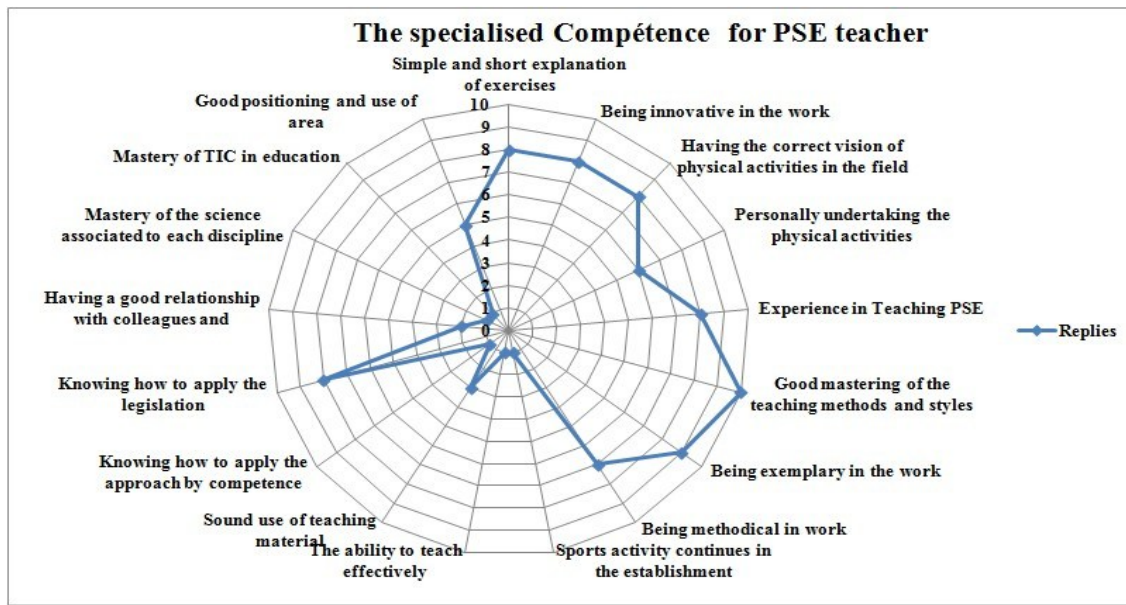 The specialised Compétence for PSE teacher
Simple and short explanation
of exercises
Being innovative in the work
Having the correct vision of
physical activities in the field
Personally undertaking the
physical activities
Experience in Teaching PSE
Good mastering of the
teaching methods and styles
Being exemplary in the work
Being methodical in work
Sports activity continues in
the establishment
The ability to teach
effectively
Sound use of teaching
material
Knowing how to apply the
approach by competence
Knowing how to apply the
legislation
Having a good relationship
with colleagues and
Mastery of the science
associated to each discipline
Mastery of TIC in education
Good positioning and use of
area
10
9
8
7
6
5
4
3
2
1
0
Replies